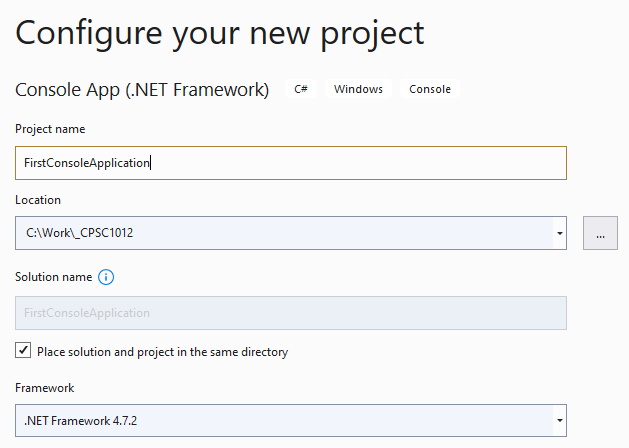 Configure your new project
Console App (.NET Framework) C# Windows Console
Project name
FirstConsoleApplication
Location
C:\Work\_CPSC1012
...
Solution name
FirstConsoleApplication
Place solution and project in the same directory
Framework
.NET Framework 4.7.2